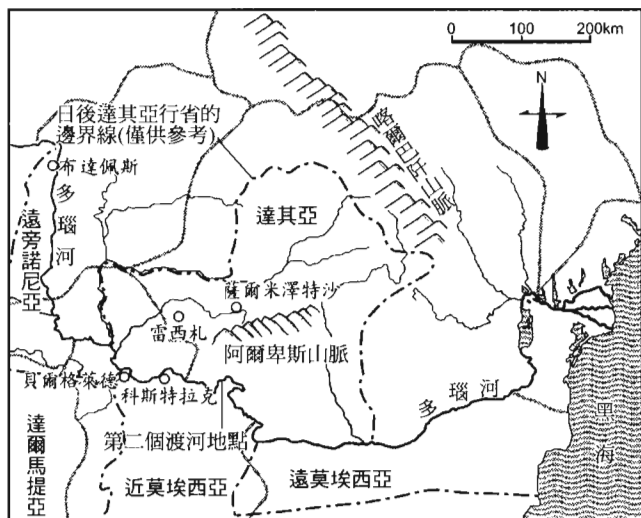 0 100 200km
N
日後達其亞行省的
邊界線(僅供參考)
喀爾巴阡山脈
布達佩斯
多瑙河
達其亞
遠旁諾尼亞
薩爾米澤特沙
雷西札
阿爾卑斯山脈
貝爾格萊德
科斯特拉克
多瑙河
黑海
第二個渡河地點
達爾馬提亞
近莫埃西亞
遠莫埃西亞